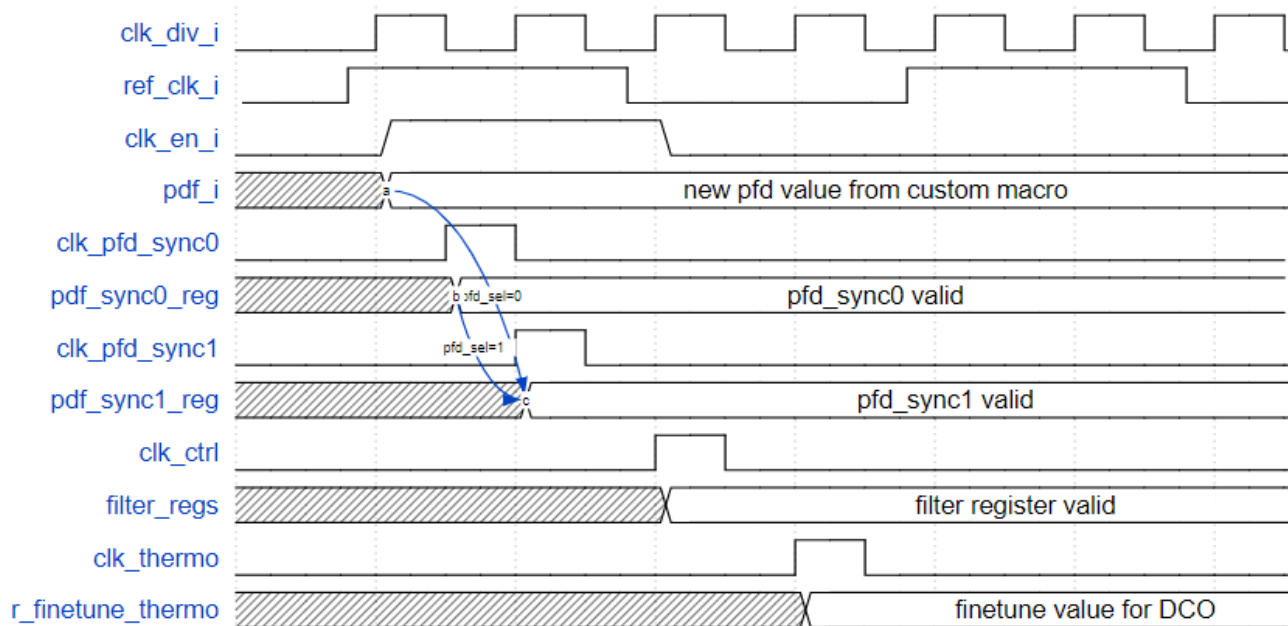 clk_div_i
ref_clk_i
clk_en_i
pdf_i
a
new pfd value from custom macro
clk_pfd_sync0
pdf_sync0_reg
b pfd_sel=0
pfd_sync0 valid
clk_pfd_sync1
pfd_sel=1
pdf_sync1_reg
c
pfd_sync1 valid
clk_ctrl
filter_regs
filter register valid
clk_thermo
r_finetune_thermo
finetune value for DCO